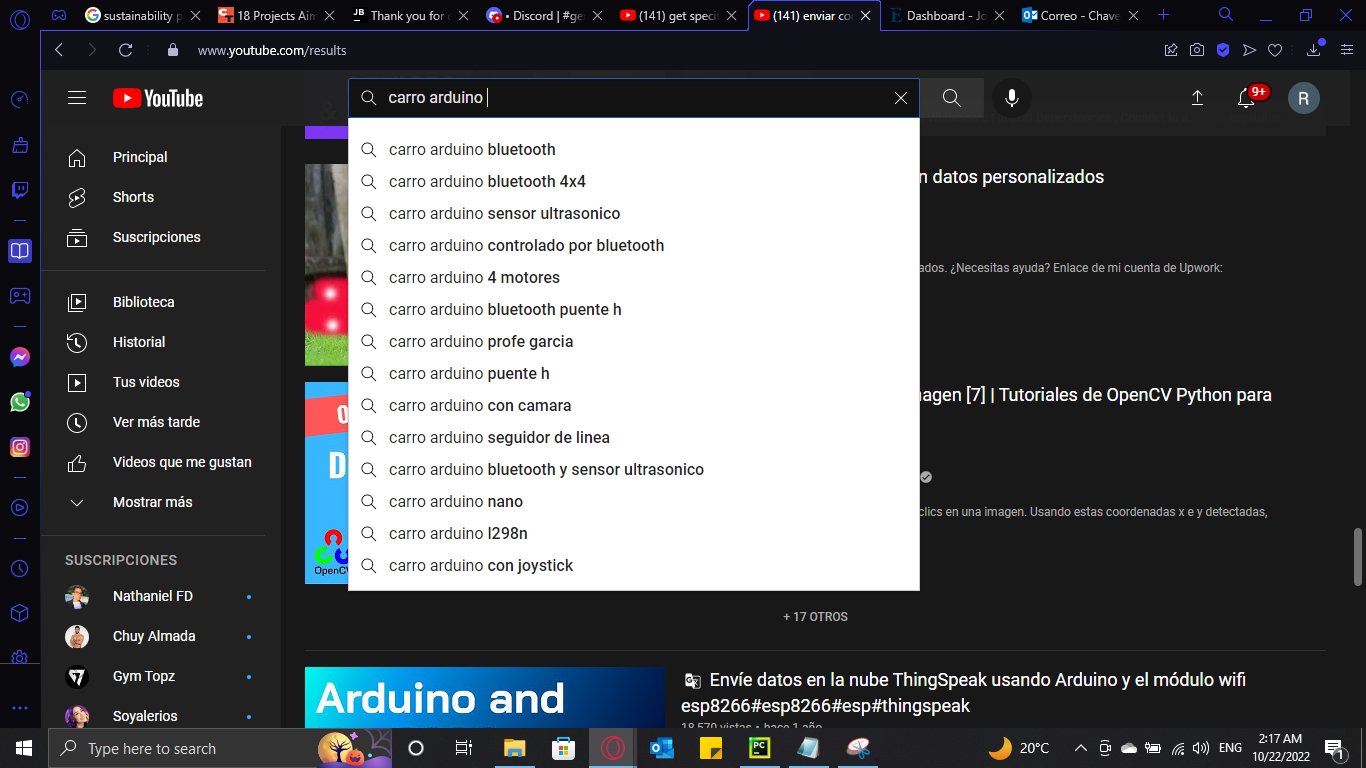 sustainability p
18 Projects Aim
Thank you for c
• Discord | #ge
(141) get specif
(141) enviar co
Dashboard - Jo
Correo - Chave
www.youtube.com/results
YouTube
carro arduino
9+
R
Principal
Shorts
Suscripciones
Biblioteca
Historial
Tus videos
Ver más tarde
Videos que me gustan
Mostrar más
SUSCRIPCIONES
Nathaniel FD
Chuy Almada
Gym Topz
Soyalerios
carro arduino bluetooth
carro arduino bluetooth 4x4
carro arduino sensor ultrasonico
carro arduino controlado por bluetooth
carro arduino 4 motores
carro arduino bluetooth puente h
carro arduino profe garcia
carro arduino puente h
carro arduino con camara
carro arduino seguidor de linea
carro arduino bluetooth y sensor ultrasonico
carro arduino nano
carro arduino l298n
carro arduino con joystick
n datos personalizados
ados. ¿Necesitas ayuda? Enlace de mi cuenta de Upwork:
agen [7] | Tutoriales de OpenCV Python para
clics en una imagen. Usando estas coordenadas x e y detectadas,
OpenCV
+ 17 OTROS
Arduino and
Envíe datos en la nube ThingSpeak usando Arduino y el módulo wifi
esp8266#esp8266#esp#thingspeak
18,570 vistas • hace 1 año
Type here to search
20°C
ENG
2:17 AM
10/22/2022
1